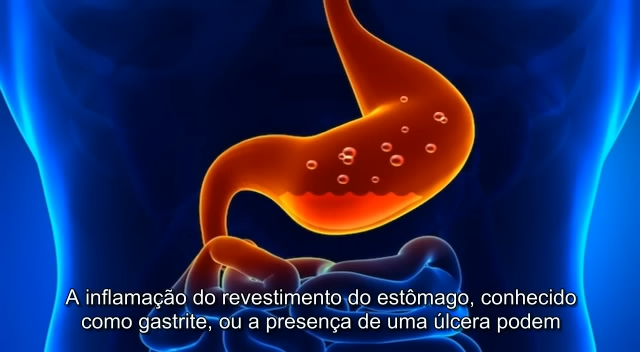 A inflamação do revestimento do estômago, conhecido
como gastrite, ou a presença de uma úlcera podem